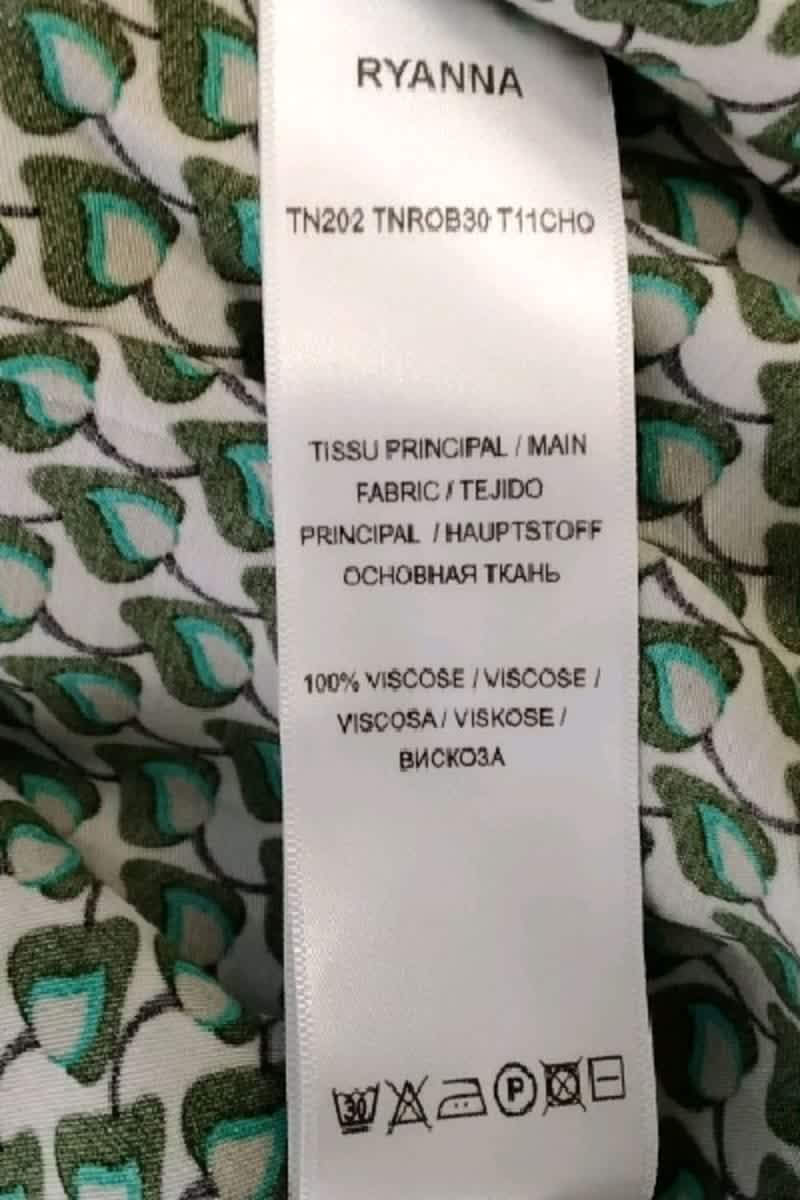 RYANNA
TN202 TNROB30 T11CHO
TISSU PRINCIPAL / MAIN
FABRIC / TEJIDO
PRINCIPAL / HAUPTSTOFF
ОСНОВНАЯ ТКАНЬ
100% VISCOSE / VISCOSE /
VISCOSA / VISKOSE /
ВИСКОЗА
30 P